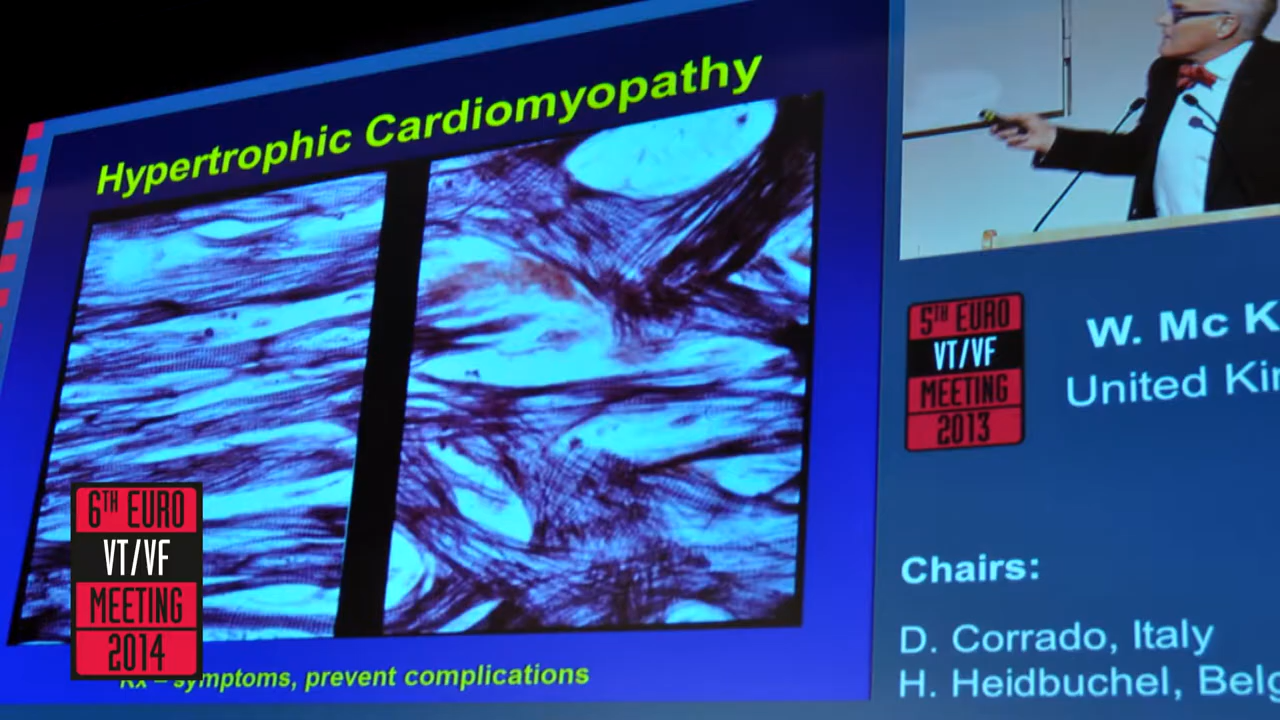 Hypertrophic Cardiomyopathy
symptoms, prevent complications
6TH EURO
VT/VF
MEETING
2014
5TH EURO
VT/VF
MEETING
2013
W. Mc K
United Kin
Chairs:
D. Corrado, Italy
H. Heidbuchel, Belg